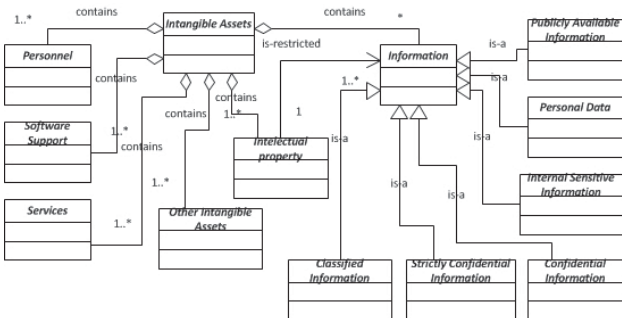 1..*
contains
Intangible Assets
contains
*
Publicly Available
Information
Personnel
is-restricted
Information
is-a
contains
is-a
contains
1..*
Personal Data
Software
Support
1..*
contains
contains
1..*
1
is-a
is-a
Intelectual
property
Services
1..*
is-a
is-a
Internal Sensitive
Information
1..*
Other Intangible
Assets
Classified
Information
Strictly Confidential
Information
Confidential
Information